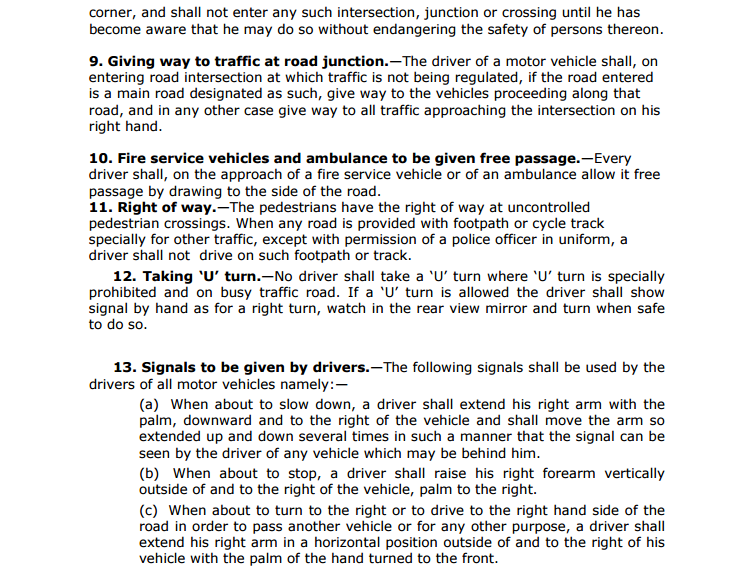 corner, and shall not enter any such intersection, junction or crossing until he has
become aware that he may do so without endangering the safety of persons thereon.
9. Giving way to traffic at road junction.—The driver of a motor vehicle shall, on
entering road intersection at which traffic is not being regulated, if the road entered
is a main road designated as such, give way to the vehicles proceeding along that
road, and in any other case give way to all traffic approaching the intersection on his
right hand.
10. Fire service vehicles and ambulance to be given free passage.—Every
driver shall, on the approach of a fire service vehicle or of an ambulance allow it free
passage by drawing to the side of the road.
11. Right of way.—The pedestrians have the right of way at uncontrolled
pedestrian crossings. When any road is provided with footpath or cycle track
specially for other traffic, except with permission of a police officer in uniform, a
driver shall not drive on such footpath or track.
12. Taking ‘U’ turn.—No driver shall take a ‘U’ turn where ‘U’ turn is specially
prohibited and on busy traffic road. If a ‘U’ turn is allowed the driver shall show
signal by hand as for a right turn, watch in the rear view mirror and turn when safe
to do so.
13. Signals to be given by drivers.—The following signals shall be used by the
drivers of all motor vehicles namely:—
(a) When about to slow down, a driver shall extend his right arm with the
palm, downward and to the right of the vehicle and shall move the arm so
extended up and down several times in such a manner that the signal can be
seen by the driver of any vehicle which may be behind him.
(b) When about to stop, a driver shall raise his right forearm vertically
outside of and to the right of the vehicle, palm to the right.
(c) When about to turn to the right or to drive to the right hand side of the
road in order to pass another vehicle or for any other purpose, a driver shall
extend his right arm in a horizontal position outside of and to the right of his
vehicle with the palm of the hand turned to the front.